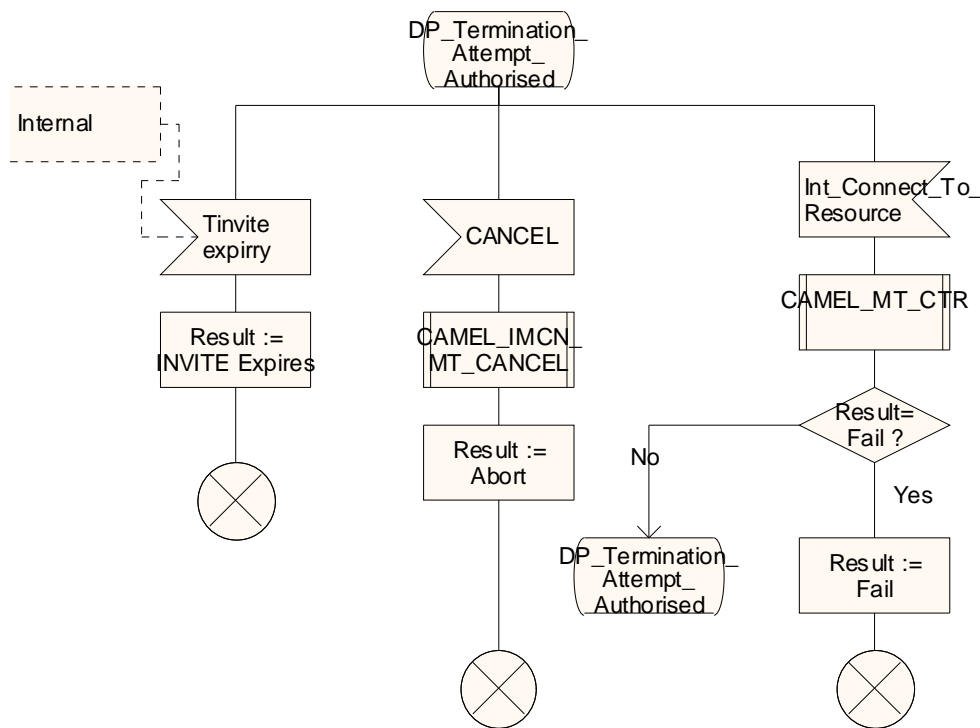 DP_Termination_
Attempt_
Authorised
Internal
Tinvite
expirry
CANCEL
Int_Connect_To_
Resource
Result :=
INVITE Expires
CAMEL_IMCN_
MT_CANCEL
CAMEL_MT_CTR
Result :=
Abort
Result=
Fail ?
No
Yes
DP_Termination_
Attempt_
Authorised
Result :=
Fail